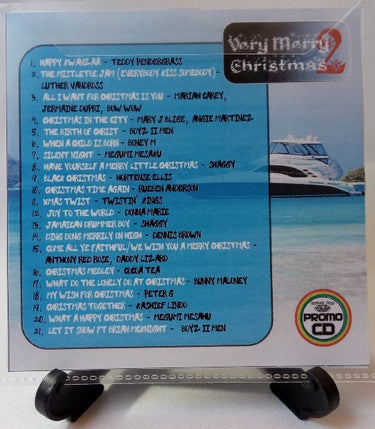 Very Merry 2
Christmas
1. HAPPY KWANZAA - TEDDY PENDERGRASS
2. THE MISTLETOE JAM (EVERYBODY KISS SOMEBODY) -
LUTHER VANDROSS
3. ALL I WANT FOR CHRISTMAS IS YOU - MARIAH CAREY,
JERMAINE DUPRI, BOW WOW
4. CHRISTMAS IN THE CITY - MARY J BLIGE, ANGIE MARTINEZ
5. THE BIRTH OF CHRIST - BOYZ II MEN
6. WHEN A CHILD IS BORN - BONEY M
7. SILENT NIGHT - MEGUMI MESAKU
8. HAVE YOURSELF A MERRY LITTLE CHRISTMAS - SHAGGY
9. BLACK CHRISTMAS - HORTENSE ELLIS
10. CHRISTMAS TIME AGAIN - RUEBEN ANDERSON
11. XMAS TWIST - TWISTIN' KINGS
12. JOY TO THE WORLD - DONNA MARIE
13. JAMAICAN DRUMMER BOY - SHAGGY
14. DING DONG MERRILY ON HIGH - DENNIS BROWN
15. COME ALL YE FAITHFUL/WE WISH YOU A MERRY CHRISTMAS -
ANTHONY RED ROSE, DADDY LIZARD
16. CHRISTMAS MEDLEY - COCOA TEA
17. WHAT DO THE LONELY DO AT CHRISTMAS - BUNNY MALONEY
18. MY WISH FOR CHRISTMAS - PETER G
19. CHRISTMAS TOGETHER - KASHIEF LINDO
20. WHAT A HAPPY CHRISTMAS - MEGUMI MESAKU
21. LET IT SNOW FT BRIAN MCKNIGHT - BOYZ II MEN
PROMO
CD